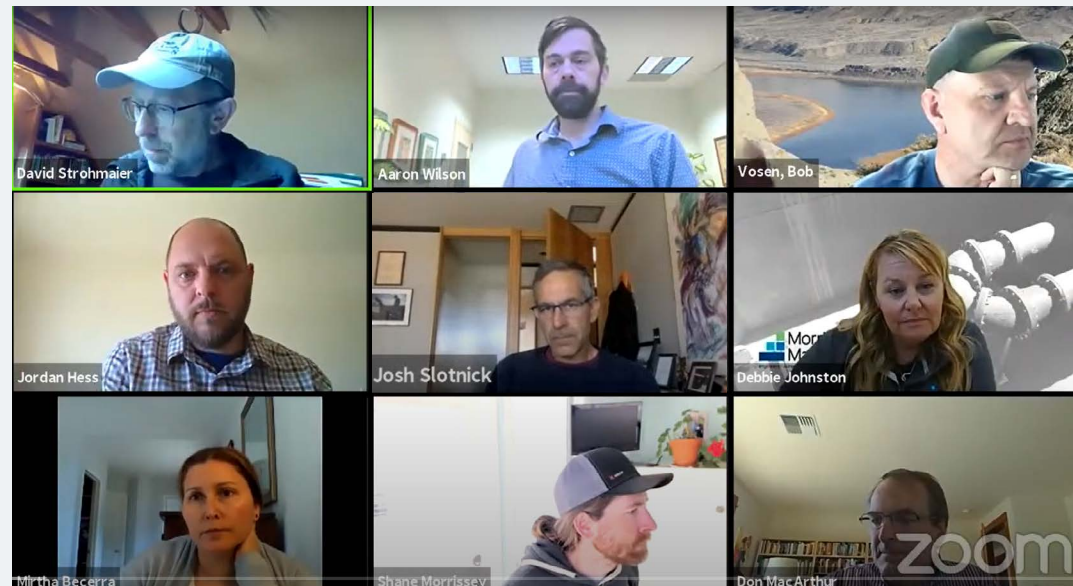 David Strohmaier
Aaron Wilson
Vosen, Bob
Jordan Hess
Josh Slotnick
Debbie Johnston
Mirtha Becerra
Shane Morrissey
Don MacArthur
zoom